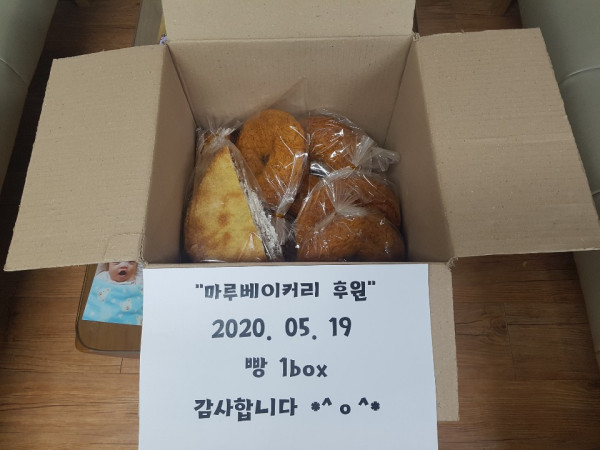 "마루베이커리 후원"
2020. 05. 19
빵 1box
감사합니다 *^o^*